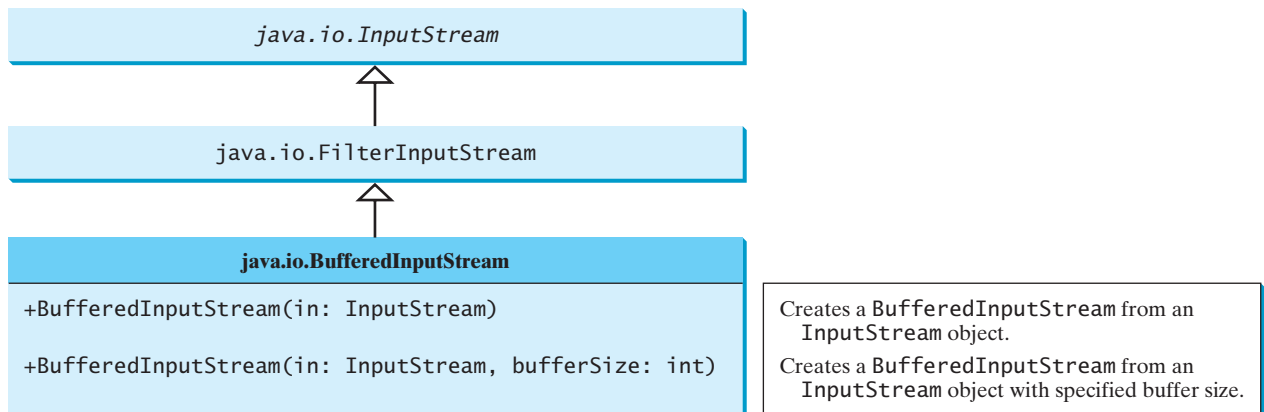 java.io.InputStream
java.io.FilterInputStream
java.io.BufferedInputStream
+BufferedInputStream(in: InputStream)
+BufferedInputStream(in: InputStream, bufferSize: int)
Creates a BufferedInputStream from an
InputStream object.
Creates a BufferedInputStream from an
InputStream object with specified buffer size.